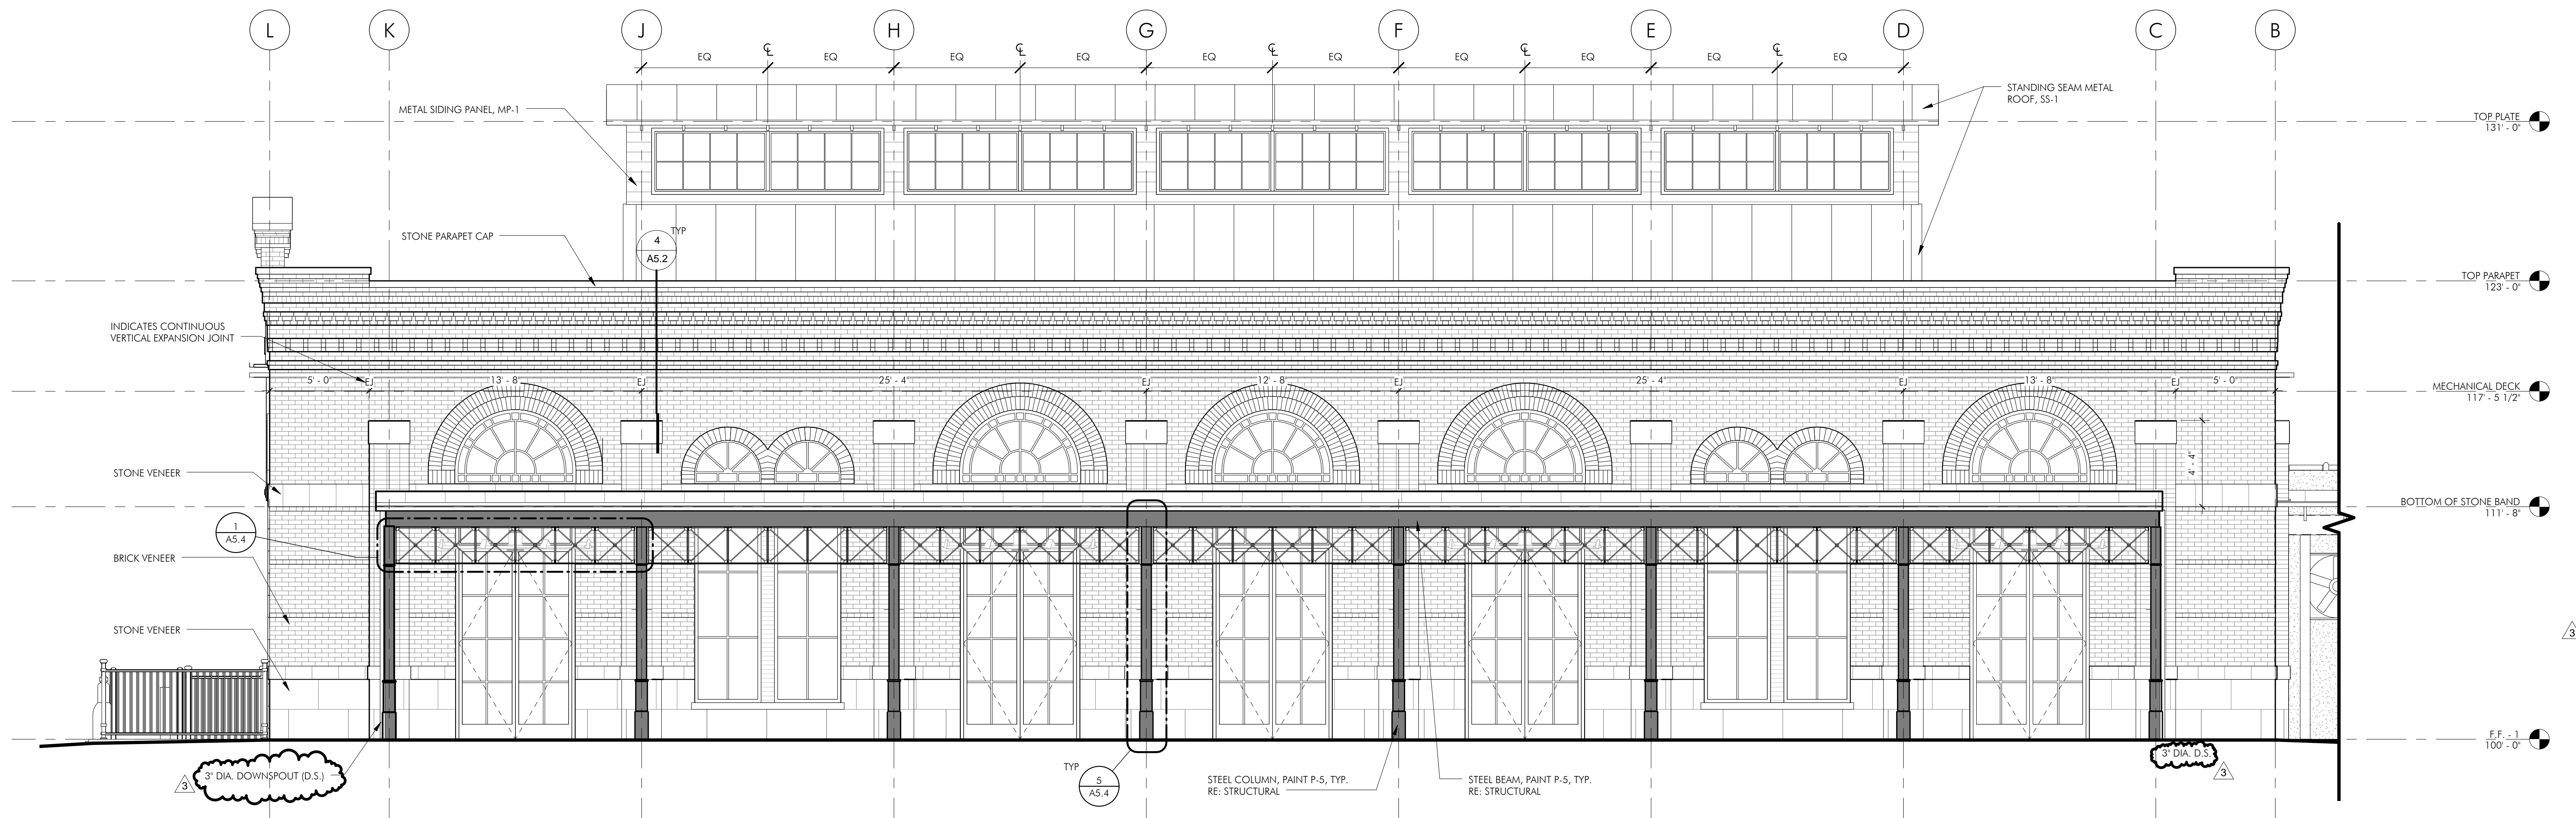 L K J H G F E D C B
EQ EQ EQ EQ EQ EQ EQ EQ EQ EQ
℄ ℄ ℄ ℄ ℄
METAL SIDING PANEL, MP-1
STANDING SEAM METAL
ROOF, SS-1
TOP PLATE
131' - 0"
STONE PARAPET CAP
4
A5.2
TYP
TOP PARAPET
123' - 0"
INDICATES CONTINUOUS
VERTICAL EXPANSION JOINT
5' - 0" EJ 13' - 8" EJ 25' - 4" EJ 12' - 8" EJ 25' - 4" EJ 13' - 8" EJ 5' - 0"
MECHANICAL DECK
117' - 5 1/2"
STONE VENEER
4' - 4"
BOTTOM OF STONE BAND
111' - 8"
1
A5.4
BRICK VENEER
STONE VENEER
3
F.F. - 1
100' - 0"
3" DIA. DOWNSPOUT (D.S.)
3
3" DIA. D.S.
3
TYP
5
A5.4
STEEL COLUMN, PAINT P-5, TYP.
RE: STRUCTURAL
STEEL BEAM, PAINT P-5, TYP.
RE: STRUCTURAL